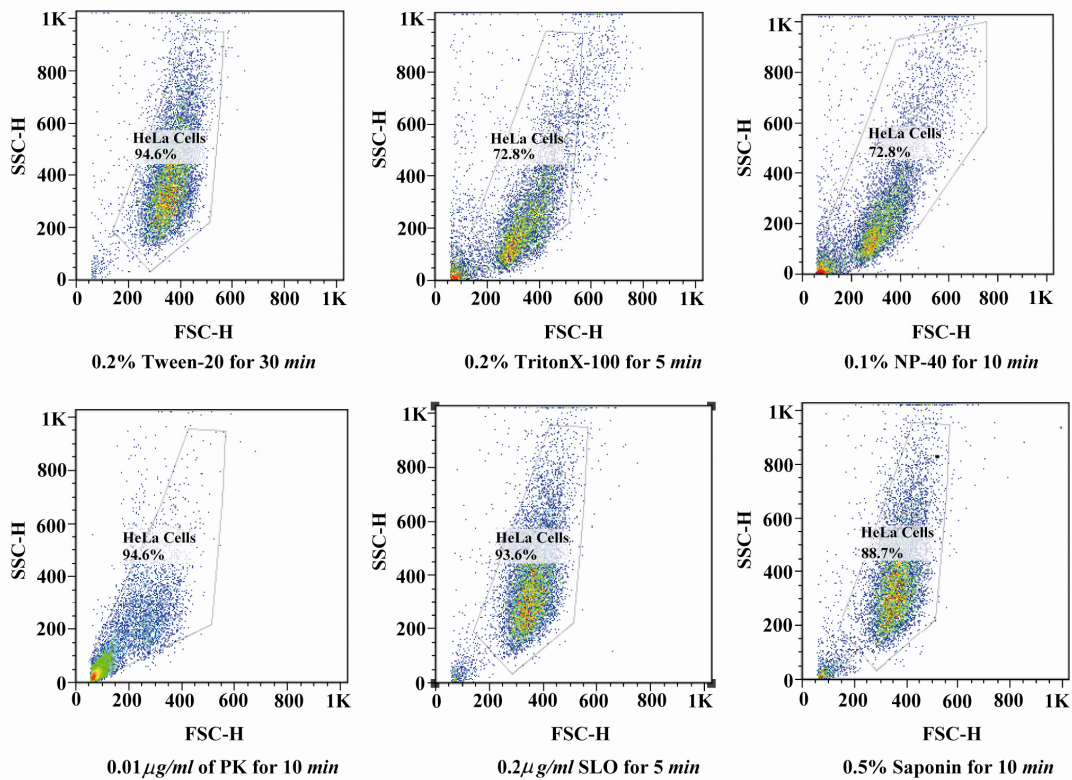 1K
800
600
400
200
0
SSC-H
HeLa Cells
94.6%
0 200 400 600 1K
FSC-H
0.2% Tween-20 for 30 min
1K
800
600
400
200
0
SSC-H
HeLa Cells
72.8%
0 200 400 600 800 1K
FSC-H
0.2% TritonX-100 for 5 min
1K
800
600
400
200
0
SSC-H
HeLa Cells
72.8%
0 200 400 600 800 1K
FSC-H
0.1% NP-40 for 10 min
1K
800
600
400
200
0
SSC-H
HeLa Cells
94.6%
0 200 400 600 800 1K
FSC-H
0.01μg/ml of PK for 10 min
1K
800
600
400
200
0
SSC-H
HeLa Cells
93.6%
0 200 400 600 800 1K
FSC-H
0.2μg/ml SLO for 5 min
1K
800
600
400
200
0
SSC-H
HeLa Cells
88.7%
0 200 400 600 800 1K
FSC-H
0.5% Saponin for 10 min